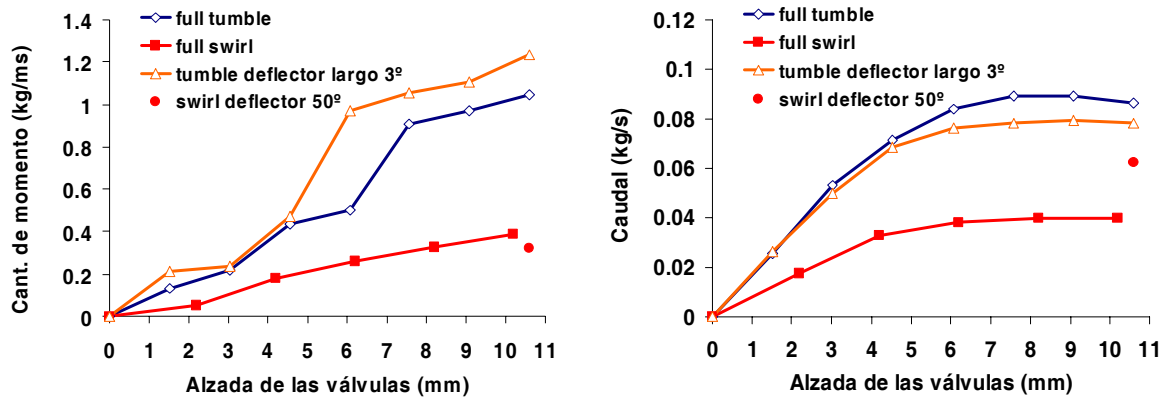 Cant. de momento (kg/ms)
1.4
1.2
1
0.8
0.6
0.4
0.2
0
full tumble
full swirl
tumble deflector largo 3º
swirl deflector 50º
0 1 2 3 4 5 6 7 8 9 10 11
Alzada de las válvulas (mm)
Caudal (kg/s)
0.12
0.1
0.08
0.06
0.04
0.02
0
full tumble
full swirl
tumble deflector largo 3º
swirl deflector 50º
0 1 2 3 4 5 6 7 8 9 10 11
Alzada de las válvulas (mm)